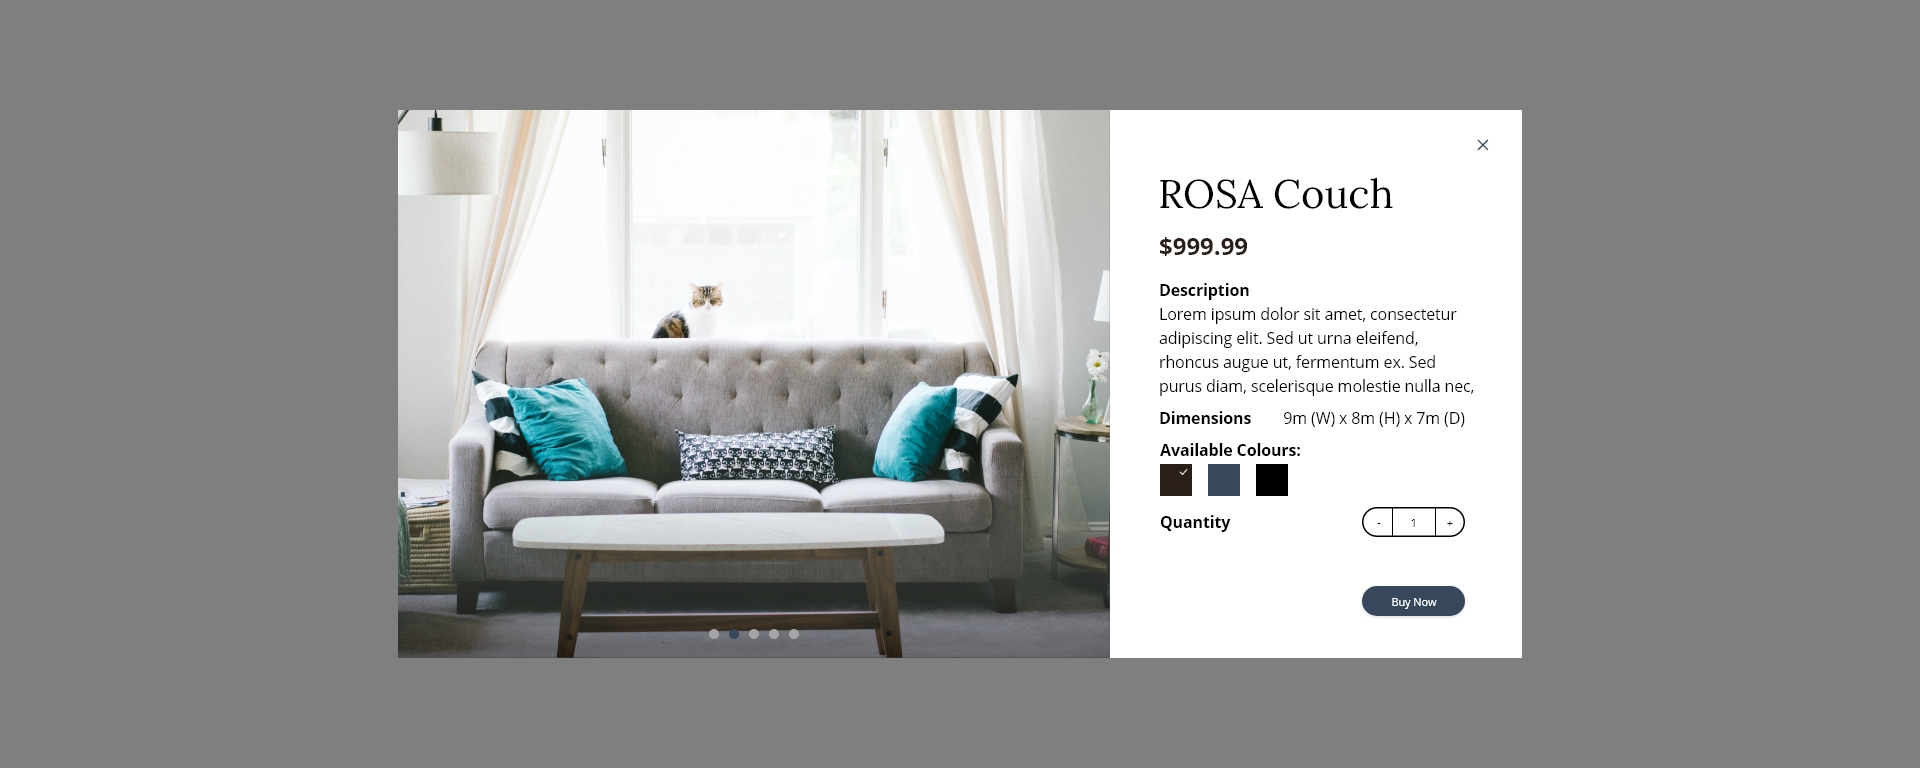 ROSA Couch
$999.99
Description
Lorem ipsum dolor sit amet, consectetur
adipiscing elit. Sed ut urna eleifend,
rhoncus augue ut, fermentum ex. Sed
purus diam, scelerisque molestie nulla nec,
Dimensions 9m (W) x 8m (H) x 7m (D)
Available Colours:
Quantity - 1 +
Buy Now